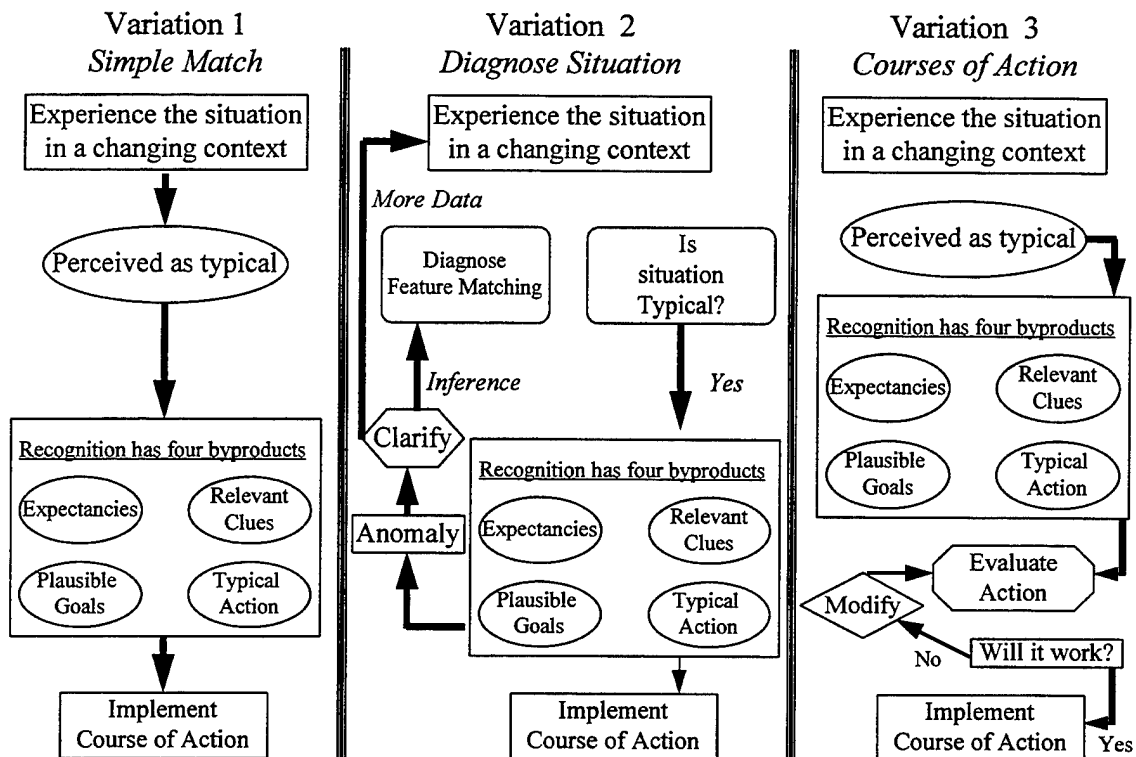 Variation 1
Simple Match
Experience the situation
in a changing context
Perceived as typical
Recognition has four byproducts
Expectancies
Relevant
Clues
Plausible
Goals
Typical
Action
Implement
Course of Action
Variation 2
Diagnose Situation
Experience the situation
in a changing context
More Data
Diagnose
Feature Matching
Is
situation
Typical?
Inference
Yes
Clarify
Anomaly
Recognition has four byproducts
Expectancies
Relevant
Clues
Plausible
Goals
Typical
Action
Implement
Course of Action
Variation 3
Courses of Action
Experience the situation
in a changing context
Perceived as typical
Recognition has four byproducts
Expectancies
Relevant
Clues
Plausible
Goals
Typical
Action
Evaluate
Action
Modify
No
Will it work?
Implement
Course of Action
Yes